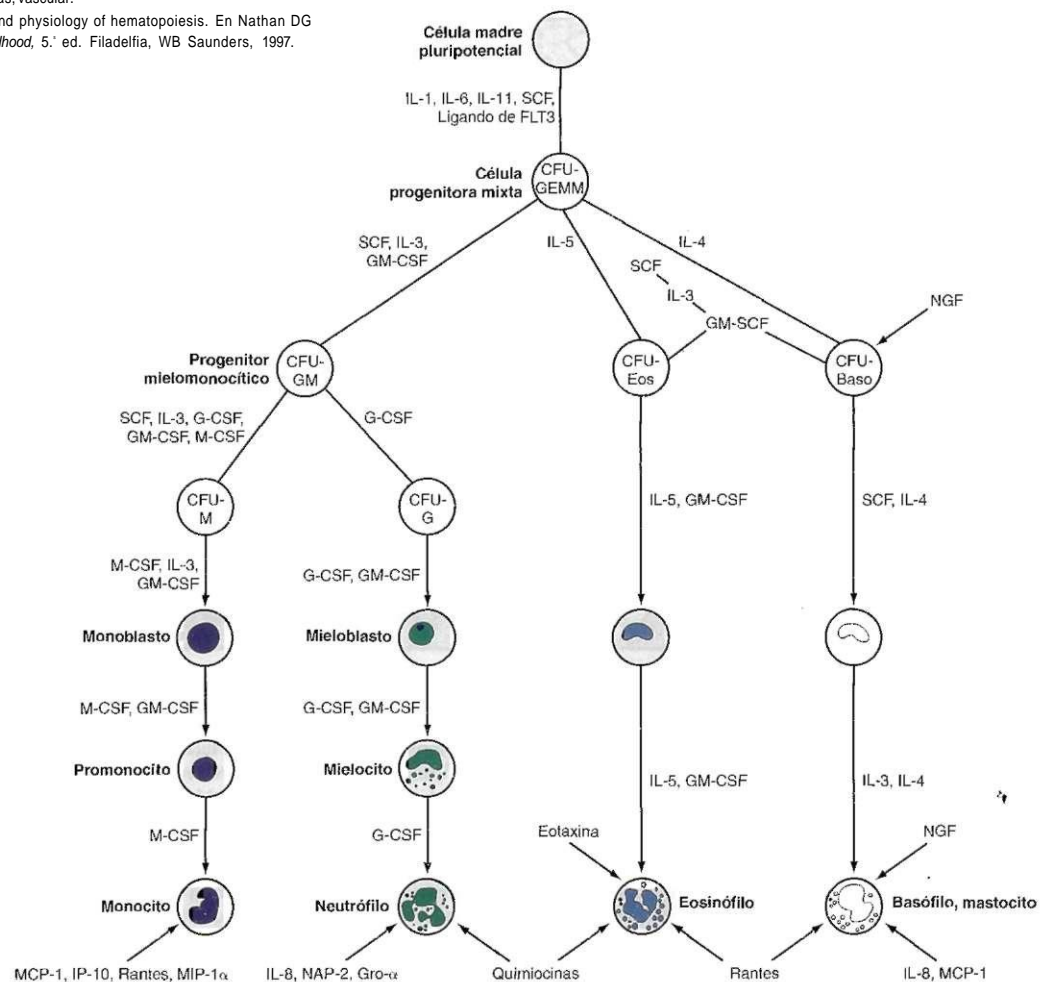 as, vascular.
nd physiology of hematopoiesis. En Nathan DG
lhood, 5.ª ed. Filadelfia, WB Saunders, 1997.
Célula madre
pluripotencial
IL-1, IL-6, IL-11, SCF,
Ligando de FLT3
Célula
progenitora mixta
CFU-
GEMM
SCF, IL-3,
GM-CSF
IL-5
IL-4
SCF
IL-3
GM-SCF
NGF
Progenitor
mielomonocítico
CFU-
GM
CFU-
Eos
CFU-
Baso
SCF, IL-3, G-CSF,
GM-CSF, M-CSF
G-CSF
CFU-
M
CFU-
G
IL-5, GM-CSF
SCF, IL-4
M-CSF, IL-3,
GM-CSF
G-CSF, GM-CSF
Monoblasto
Mieloblasto
M-CSF, GM-CSF
G-CSF, GM-CSF
Promonocito
Mielocito
IL-5, GM-CSF
IL-3, IL-4
M-CSF
G-CSF
Eotaxina
NGF
Monocito
Neutrófilo
Eosinófilo
Basófilo, mastocito
MCP-1, IP-10, Rantes, MIP-1α
IL-8, NAP-2, Gro-α
Quimiocinas
Rantes
IL-8, MCP-1